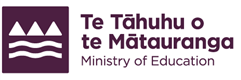 Te Tāhuhu o
te Mātauranga
Ministry of Education